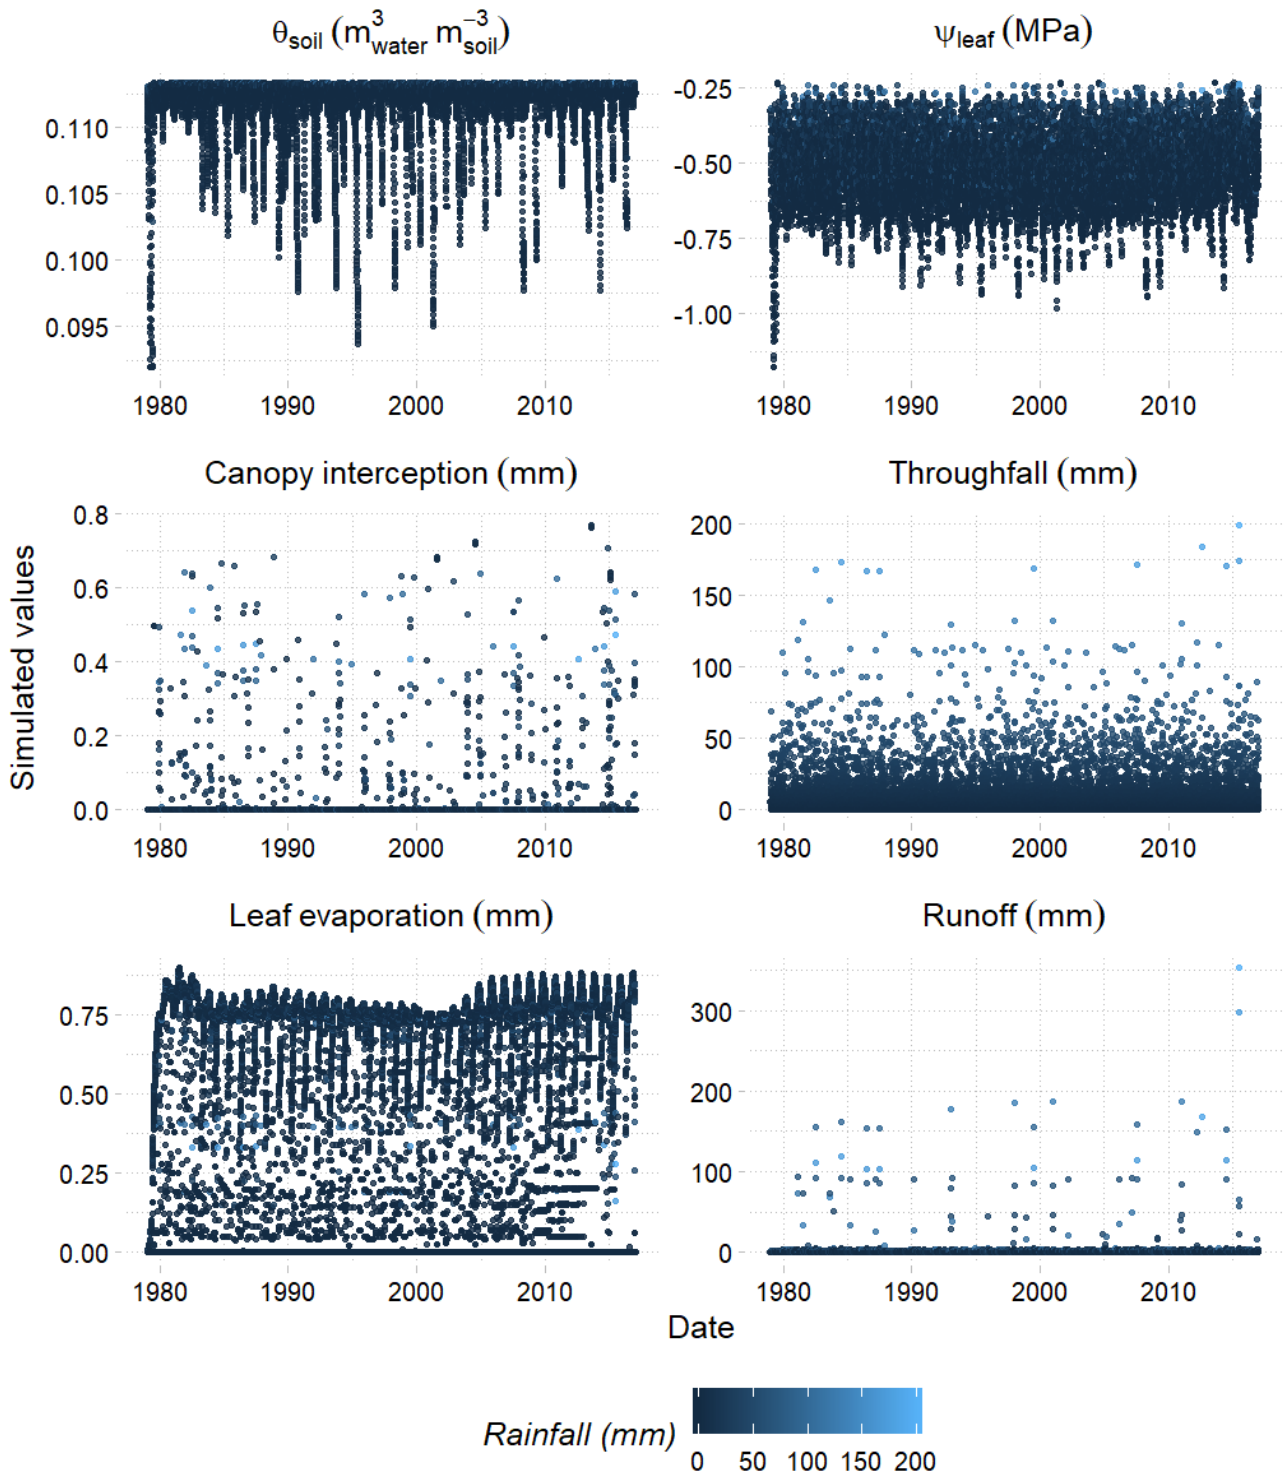 θsoil (m³water m⁻³soil)
ψleaf (MPa)
0.110
0.105
0.100
0.095
1980 1990 2000 2010
-0.25
-0.50
-0.75
-1.00
1980 1990 2000 2010
Simulated values
Canopy interception (mm)
Throughfall (mm)
0.8
0.6
0.4
0.2
0.0
1980 1990 2000 2010
200
150
100
50
0
1980 1990 2000 2010
Leaf evaporation (mm)
Runoff (mm)
0.75
0.50
0.25
0.00
1980 1990 2000 2010
300
200
100
0
1980 1990 2000 2010
Date
Rainfall (mm)
0 50 100 150 200